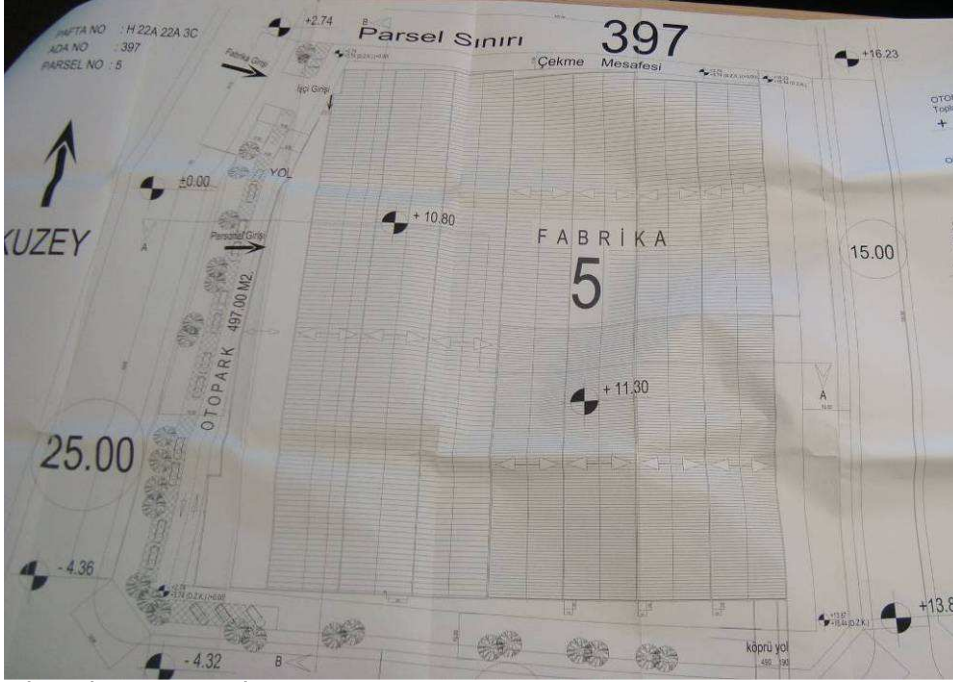 PAFTA NO : H 22A 22A 3C
ADA NO : 397
PARSEL NO : 5
+2.74
B
Parsel Sınırı
397
Çekme Mesafesi
+16.23
Fabrika Girişi
İşçi Girişi
YOL
±0.00
KUZEY
A
Personel Girişi
+ 10.80
FABRİKA
5
15.00
OTOPARK 497.00 M2.
+ 11.30
A
25.00
- 4.36
- 4.32
B
köprü yol
+13.8